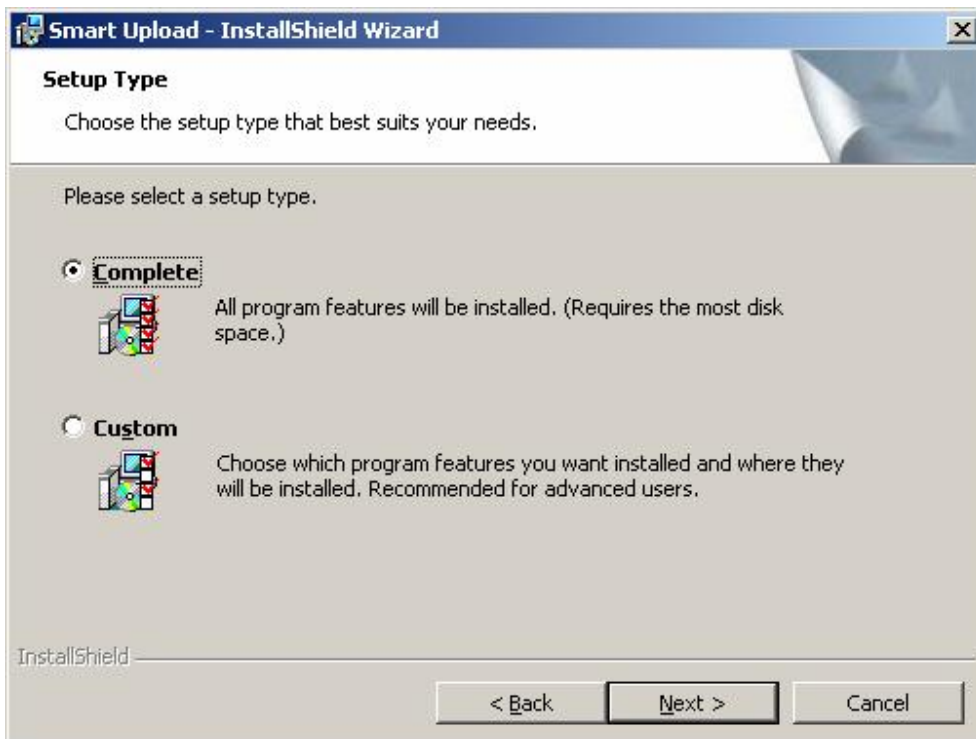 Smart Upload - InstallShield Wizard
Setup Type
Choose the setup type that best suits your needs.
Please select a setup type.
Complete
All program features will be installed. (Requires the most disk
space.)
Custom
Choose which program features you want installed and where they
will be installed. Recommended for advanced users.
InstallShield
< Back
Next >
Cancel